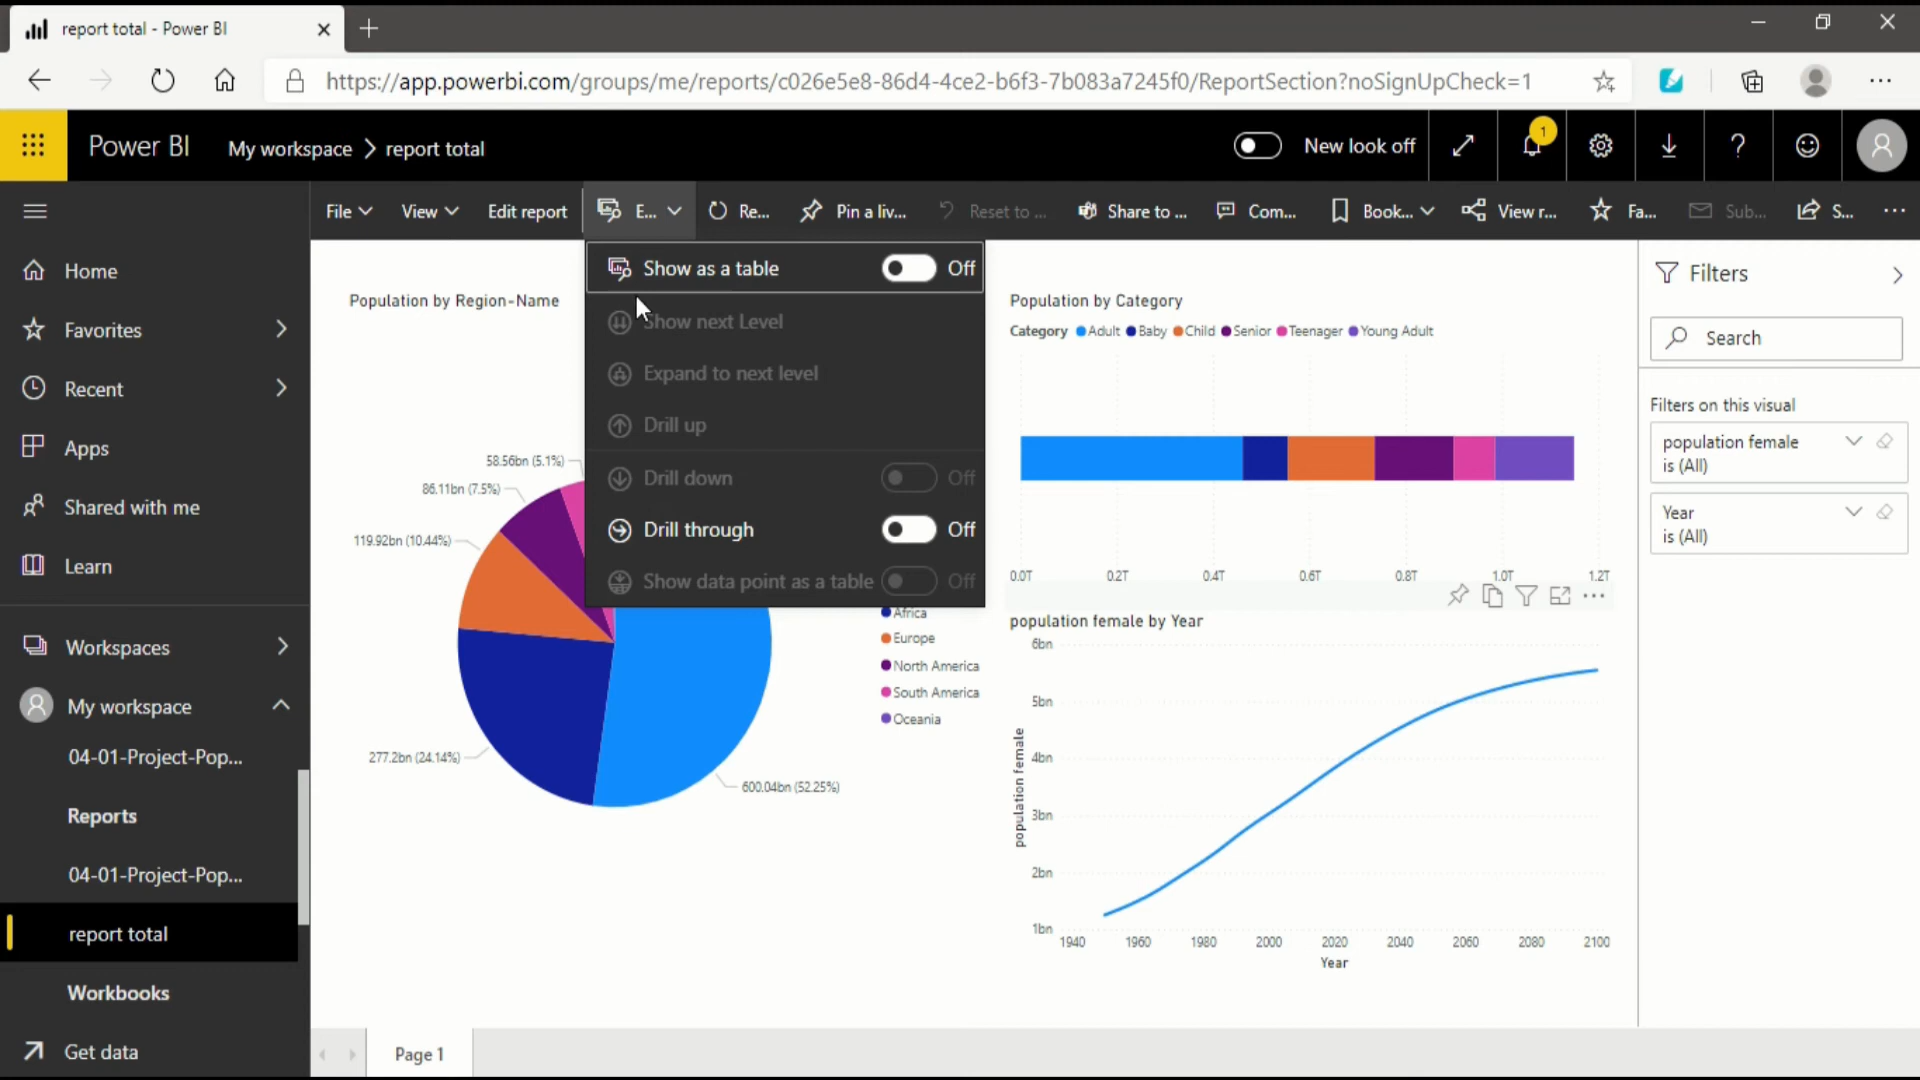 report total - Power BI
https://app.powerbi.com/groups/me/reports/c026e5e8-86d4-4ce2-b6f3-7b083a7245f0/ReportSection?noSignUpCheck=1
Power BI
My workspace > report total
New look off
1
File
View
Edit report
E...
Re...
Pin a liv...
Reset to ...
Share to ...
Com...
Book...
View r...
Fa...
Sub...
S...
Home
Favorites
Recent
Apps
Shared with me
Learn
Workspaces
My workspace
04-01-Project-Pop...
Reports
04-01-Project-Pop...
report total
Workbooks
Get data
Show as a table Off
Show next Level
Expand to next level
Drill up
Drill down Off
Drill through Off
Show data point as a table Off
Population by Region-Name
58.56bn (5.1%)
86.11bn (7.5%)
119.92bn (10.44%)
277.2bn (24.14%)
600.04bn (52.25%)
Africa
Europe
North America
South America
Oceania
Population by Category
Category Adult Baby Child Senior Teenager Young Adult
0.0T 0.2T 0.4T 0.6T 0.8T 1.0T 1.2T
population female by Year
6bn
5bn
4bn
3bn
2bn
1bn
population female
1940 1960 1980 2000 2020 2040 2060 2080 2100
Year
Filters
Search
Filters on this visual
population female
is (All)
Year
is (All)
Page 1